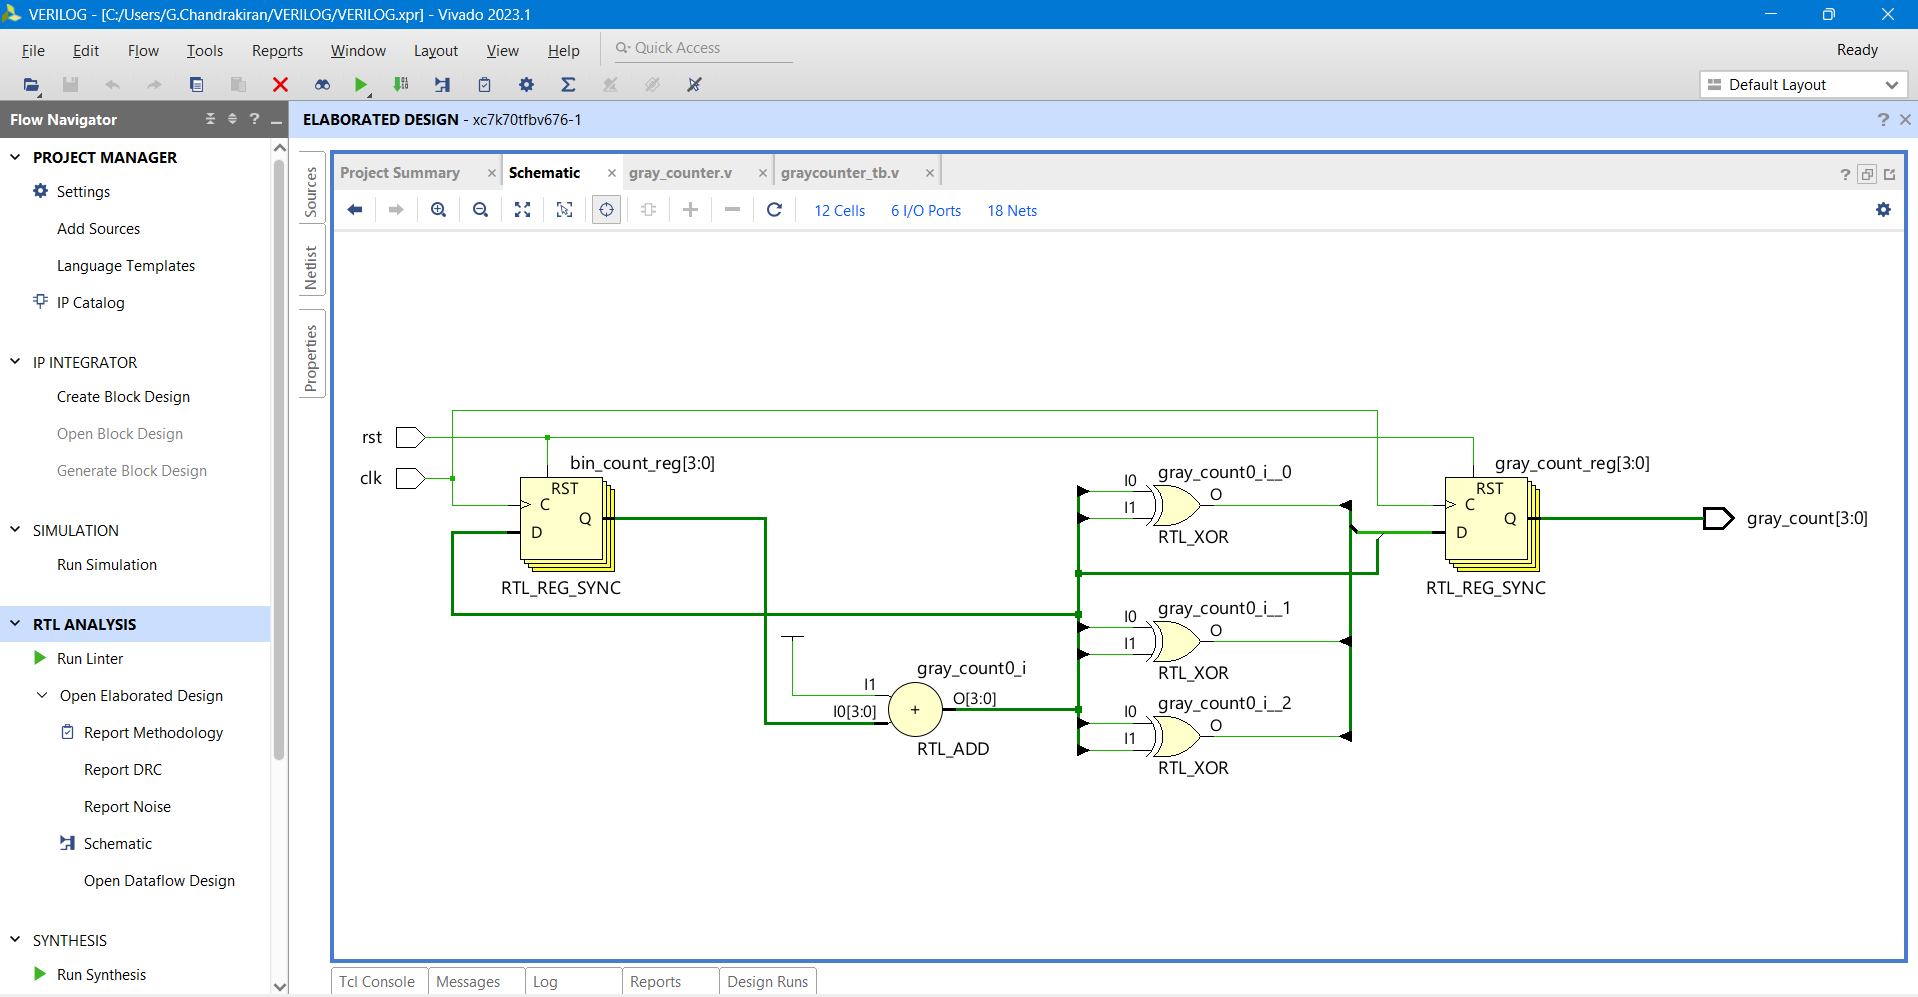 VERILOG - [C:/Users/G.Chandrakiran/VERILOG/VERILOG.xpr] - Vivado 2023.1
File Edit Flow Tools Reports Window Layout View Help Quick Access Ready
Default Layout
Flow Navigator ? _
ELABORATED DESIGN - xc7k70tfbv676-1
PROJECT MANAGER
Settings
Add Sources
Language Templates
IP Catalog
IP INTEGRATOR
Create Block Design
Open Block Design
Generate Block Design
SIMULATION
Run Simulation
RTL ANALYSIS
Run Linter
Open Elaborated Design
Report Methodology
Report DRC
Report Noise
Schematic
Open Dataflow Design
SYNTHESIS
Run Synthesis
Sources
Netlist
Properties
Project Summary Schematic gray_counter.v graycounter_tb.v
12 Cells 6 I/O Ports 18 Nets
rst
clk
bin_count_reg[3:0]
RST
C
D
Q
RTL_REG_SYNC
gray_count0_i
I1
I0[3:0]
+
O[3:0]
RTL_ADD
gray_count0_i__0
I0
I1
O
RTL_XOR
gray_count0_i__1
I0
I1
O
RTL_XOR
gray_count0_i__2
I0
I1
O
RTL_XOR
gray_count_reg[3:0]
RST
C
D
Q
RTL_REG_SYNC
gray_count[3:0]
Tcl Console Messages Log Reports Design Runs